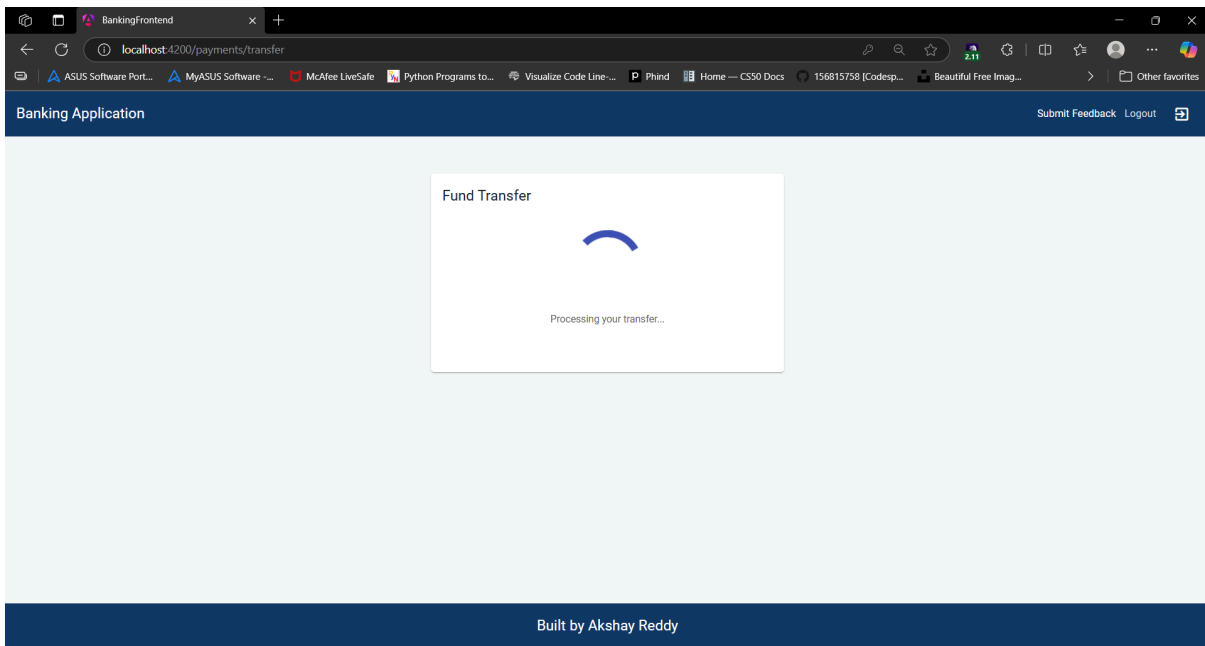 BankingFrontend
localhost:4200/payments/transfer
2.11
ASUS Software Port... MyASUS Software -... McAfee LiveSafe Python Programs to... Visualize Code Line-... Phind Home — CS50 Docs 156815758 [Codesp... Beautiful Free Imag... Other favorites
Banking Application Submit Feedback Logout
Fund Transfer
Processing your transfer...
Built by Akshay Reddy